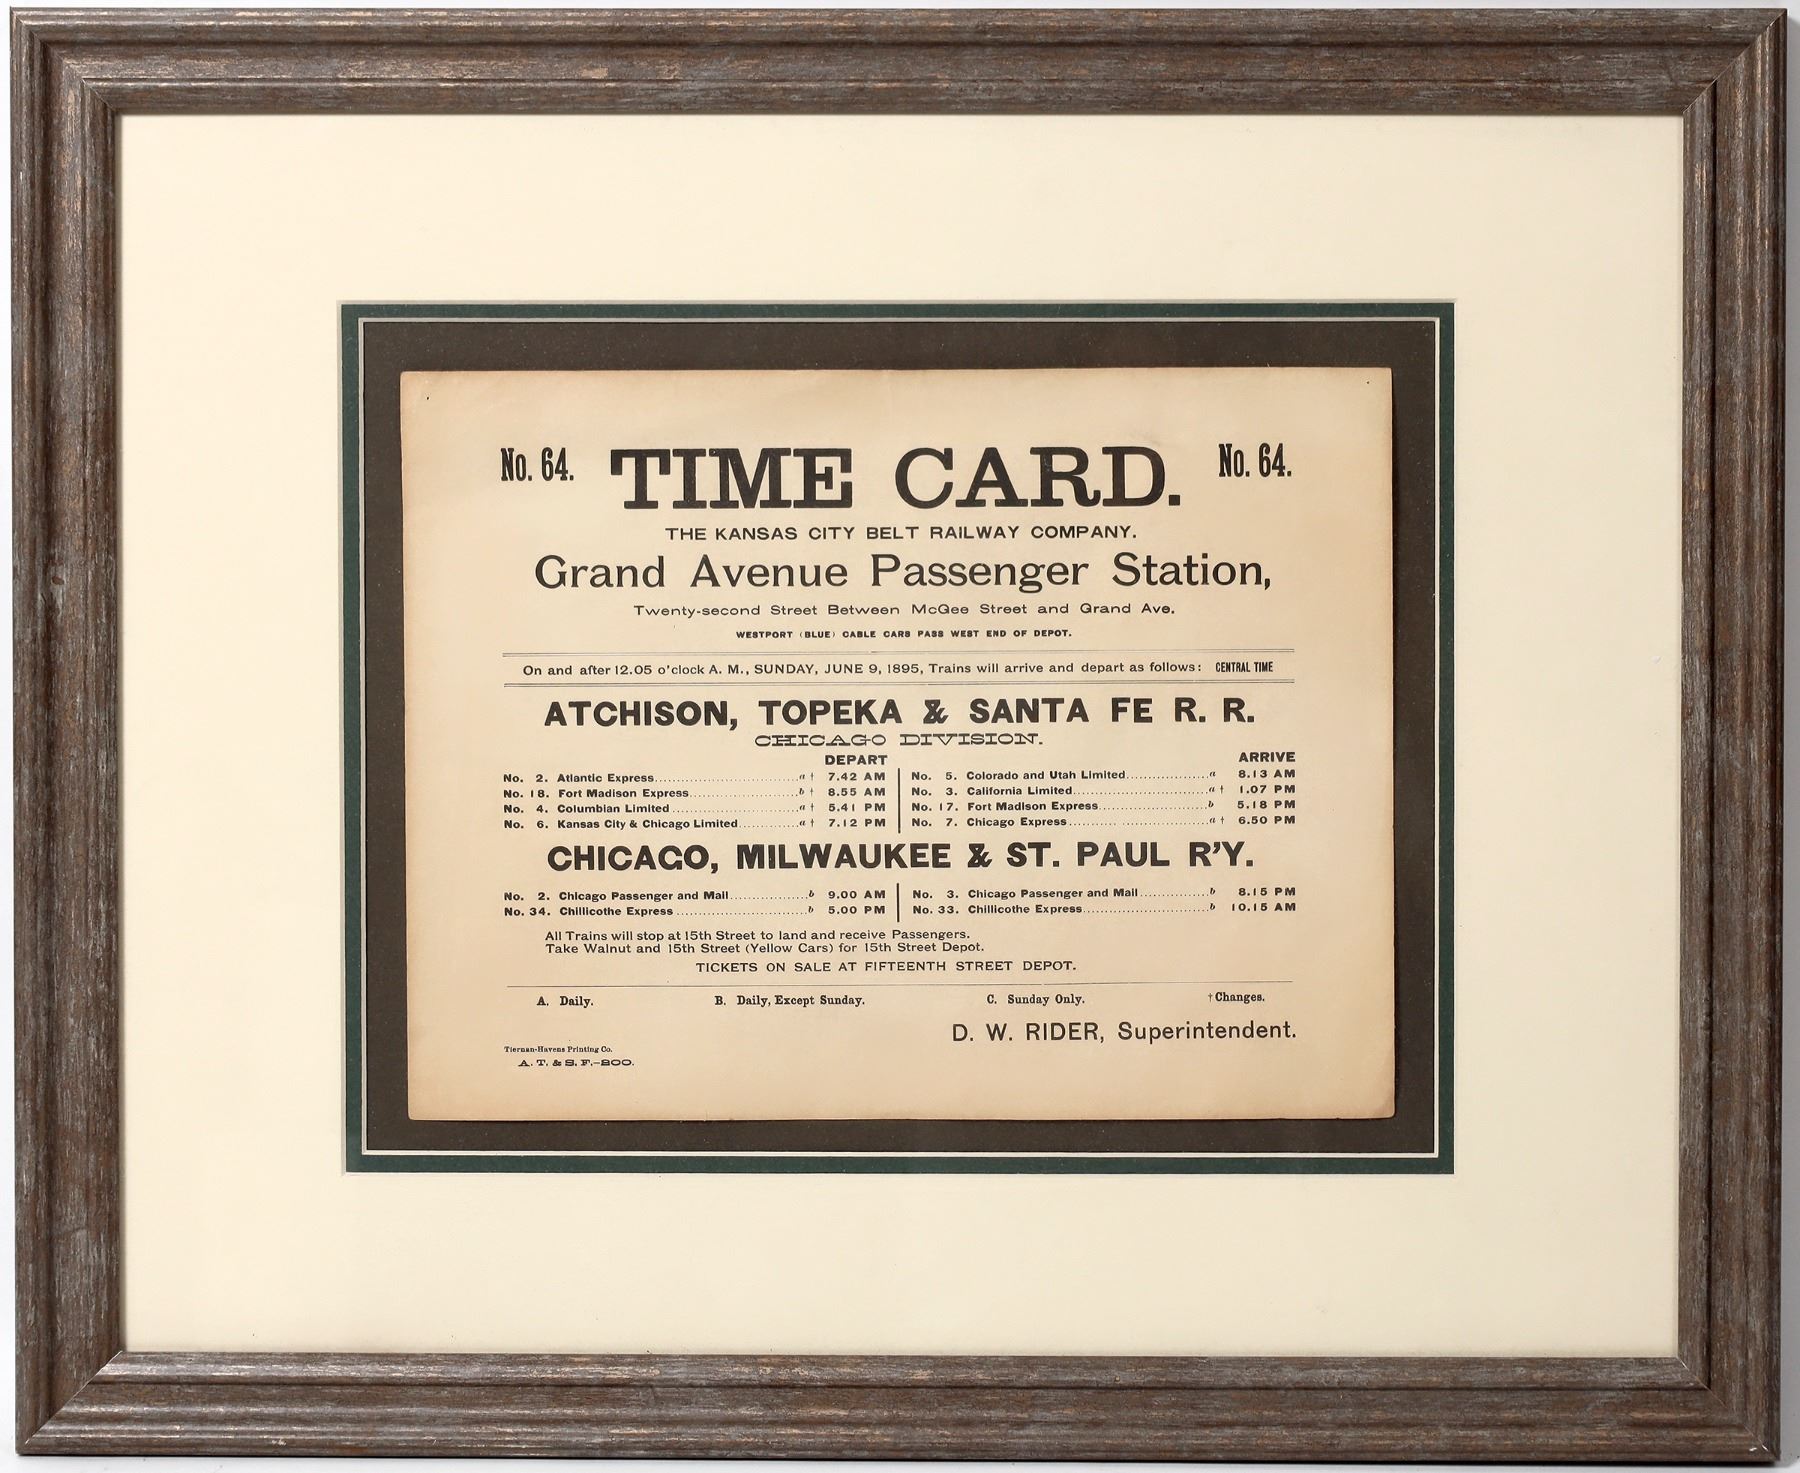 No. 64. TIME CARD. No. 64.
THE KANSAS CITY BELT RAILWAY COMPANY.
Grand Avenue Passenger Station,
Twenty-second Street Between McGee Street and Grand Ave.
WESTPORT (BLUE) CABLE CARS PASS WEST END OF DEPOT.
On and after 12.05 o'clock A. M., SUNDAY, JUNE 9, 1895, Trains will arrive and depart as follows: CENTRAL TIME
ATCHISON, TOPEKA & SANTA FE R. R.
CHICAGO DIVISION.
DEPART
No. 2. Atlantic Express a † 7.42 AM
No. 18. Fort Madison Express b † 8.55 AM
No. 4. Columbian Limited a † 5.41 PM
No. 6. Kansas City & Chicago Limited a † 7.12 PM
ARRIVE
No. 5. Colorado and Utah Limited a 8.13 AM
No. 3. California Limited a † 1.07 PM
No. 17. Fort Madison Express b 5.18 PM
No. 7. Chicago Express a † 6.50 PM
CHICAGO, MILWAUKEE & ST. PAUL R'Y.
No. 2. Chicago Passenger and Mail b 9.00 AM
No. 34. Chillicothe Express b 5.00 PM
No. 3. Chicago Passenger and Mail b 8.15 PM
No. 33. Chillicothe Express b 10.15 AM
All Trains will stop at 15th Street to land and receive Passengers.
Take Walnut and 15th Street (Yellow Cars) for 15th Street Depot.
TICKETS ON SALE AT FIFTEENTH STREET DEPOT.
A. Daily. B. Daily, Except Sunday. C. Sunday Only. † Changes.
D. W. RIDER, Superintendent.
Tiernan-Havens Printing Co.
A. T. & S. F.-200.